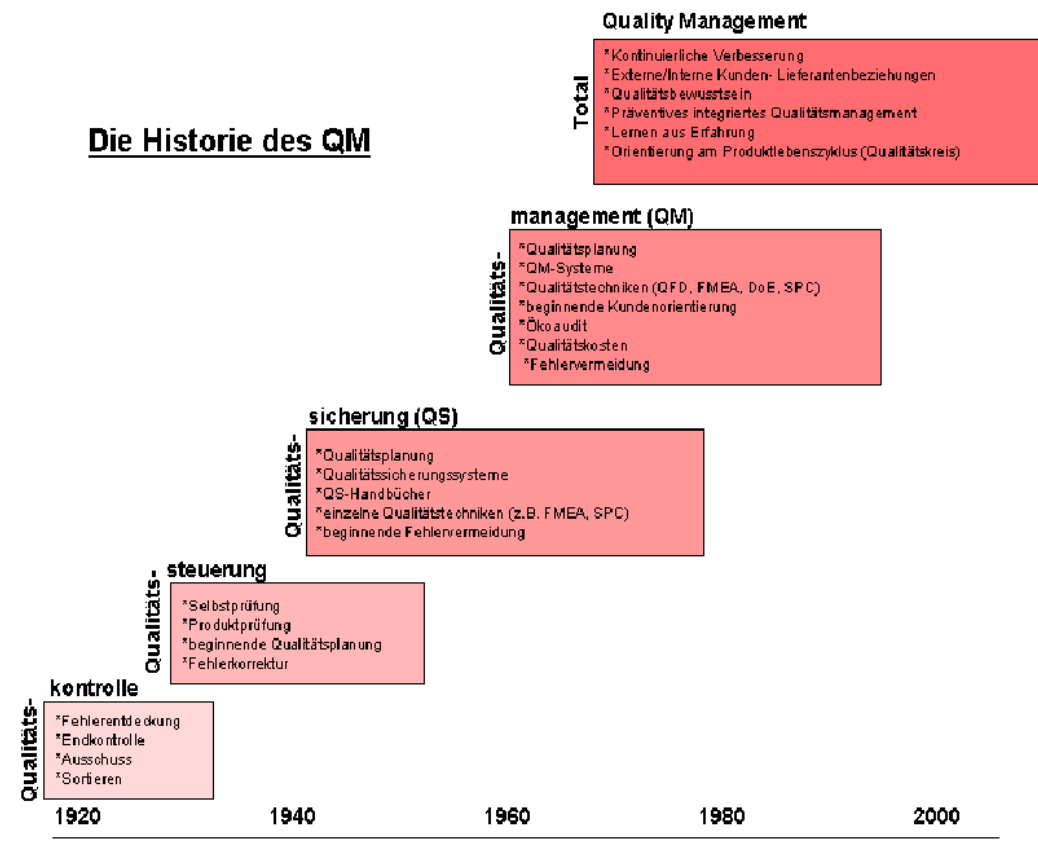 Die Historie des QM
Total
Quality Management
*Kontinuierliche Verbesserung
*Externe/Interne Kunden- Lieferantenbeziehungen
*Qualitätsbewusstsein
*Präventives integriertes Qualitätsmanagement
*Lernen aus Erfahrung
*Orientierung am Produktlebenszyklus (Qualitätskreis)
Qualitäts-
management (QM)
*Qualitätsplanung
*QM-Systeme
*Qualitätstechniken (QFD, FMEA, DoE, SPC)
*beginnende Kundenorientierung
*Ökoaudit
*Qualitätskosten
*Fehlervermeidung
Qualitäts-
sicherung (QS)
*Qualitätsplanung
*Qualitätssicherungssysteme
*QS-Handbücher
*einzelne Qualitätstechniken (z.B. FMEA, SPC)
*beginnende Fehlervermeidung
Qualitäts-
steuerung
*Selbstprüfung
*Produktprüfung
*beginnende Qualitätsplanung
*Fehlerkorrektur
Qualitäts-
kontrolle
*Fehlerentdeckung
*Endkontrolle
*Ausschuss
*Sortieren
1920 1940 1960 1980 2000